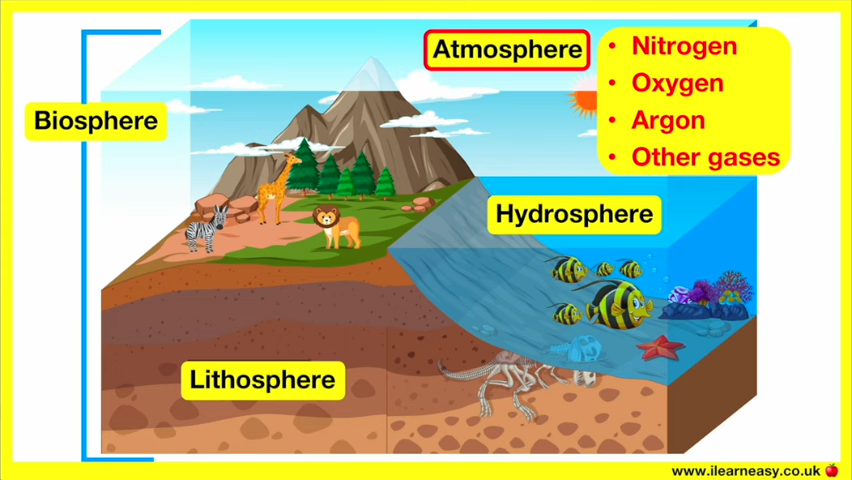 Atmosphere
• Nitrogen
• Oxygen
• Argon
• Other gases
Biosphere
Hydrosphere
Lithosphere
www.ilearneasy.co.uk